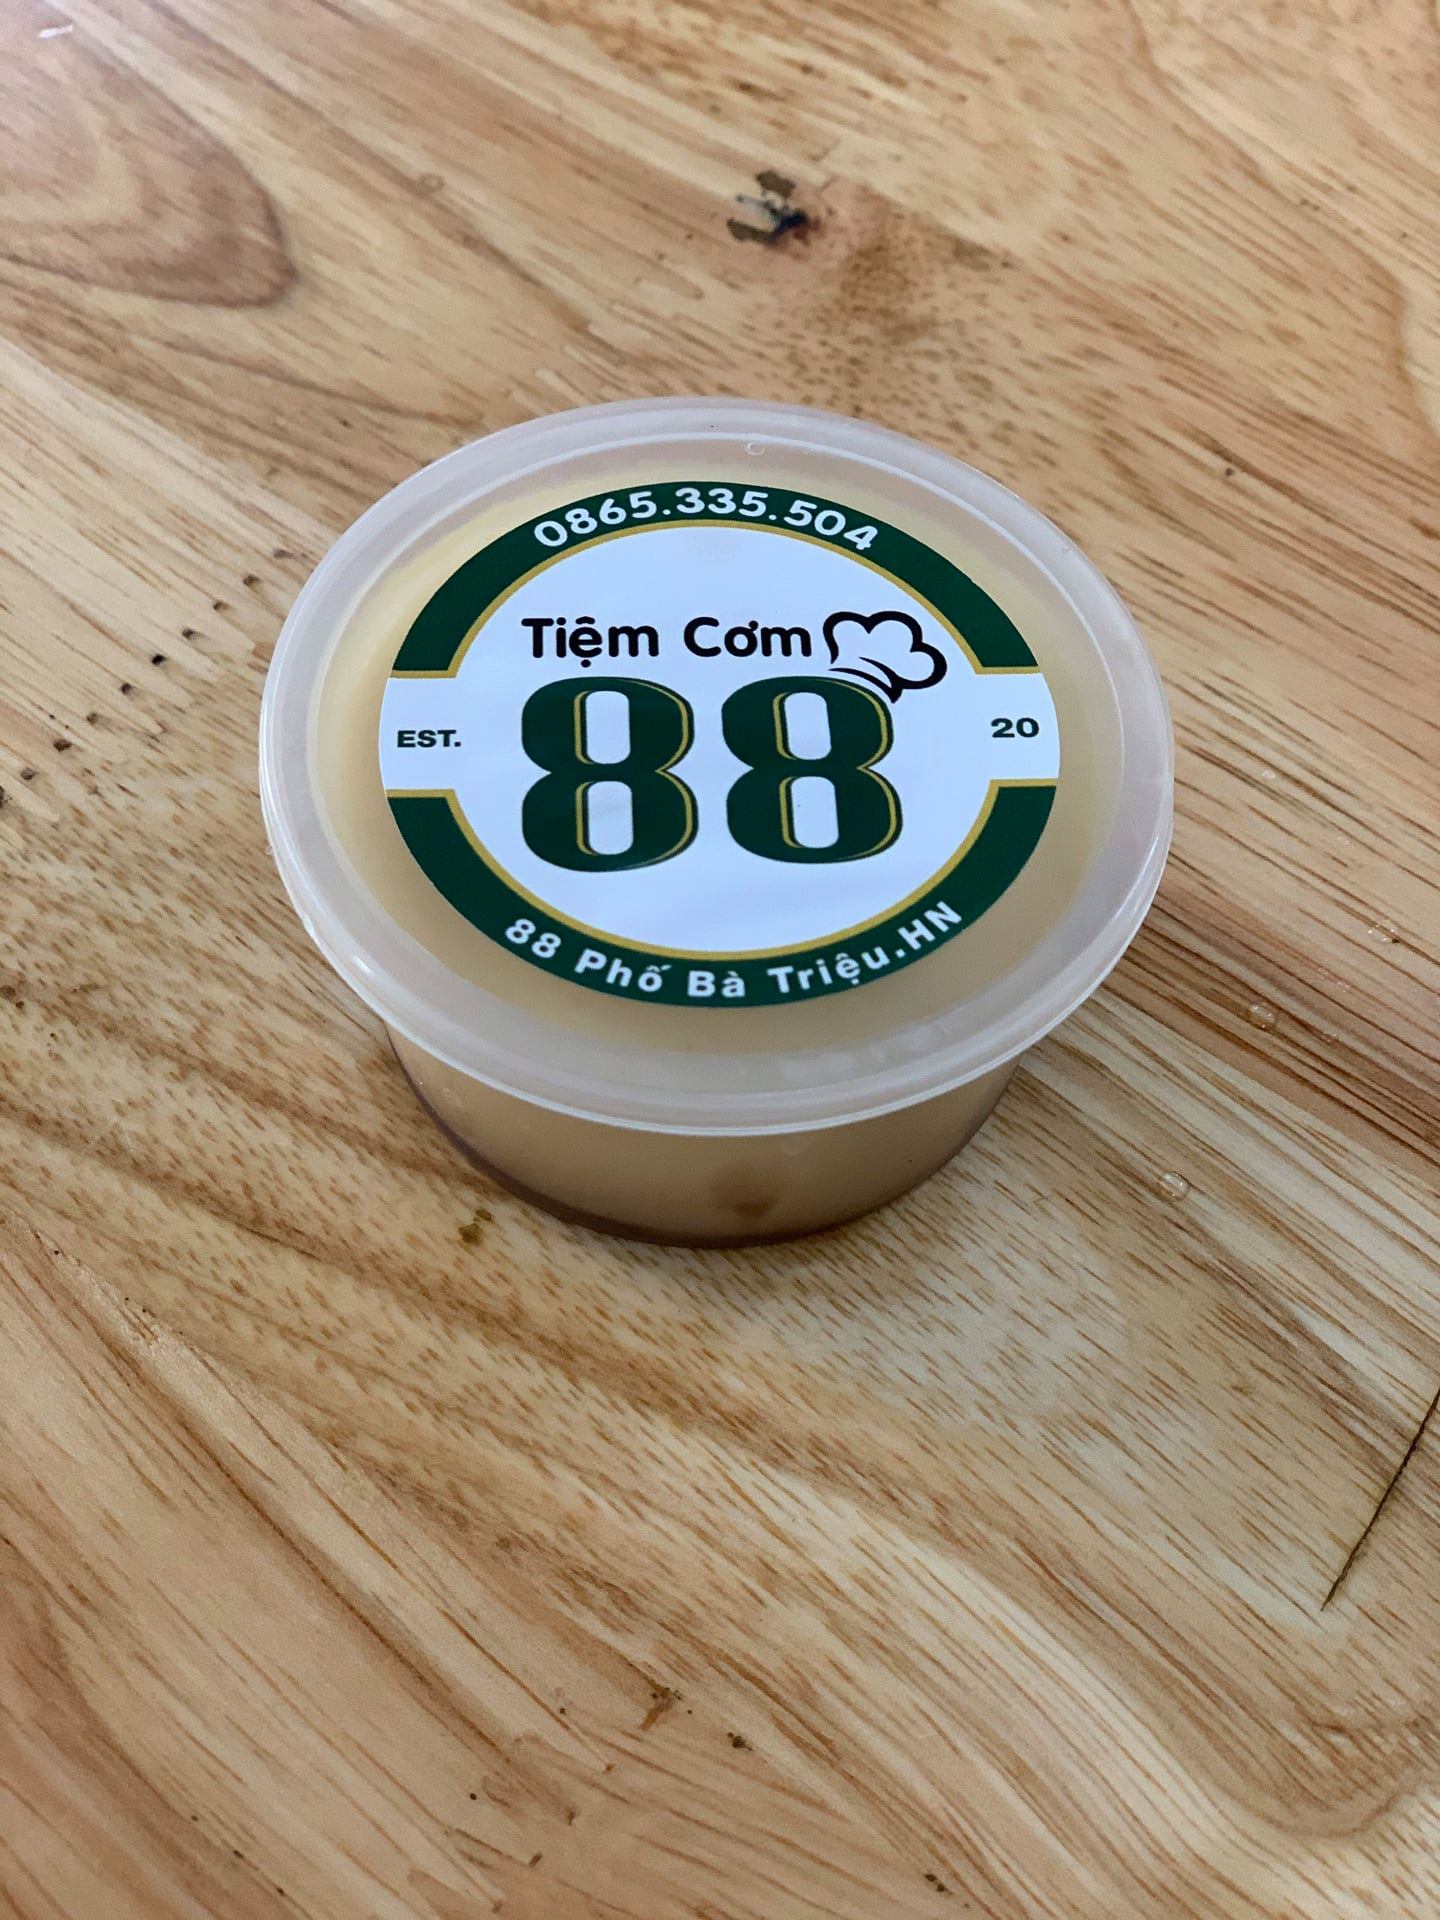 0865.335.504
Tiệm Cơm
88
EST.
20
88 Phố Bà Triệu.HN